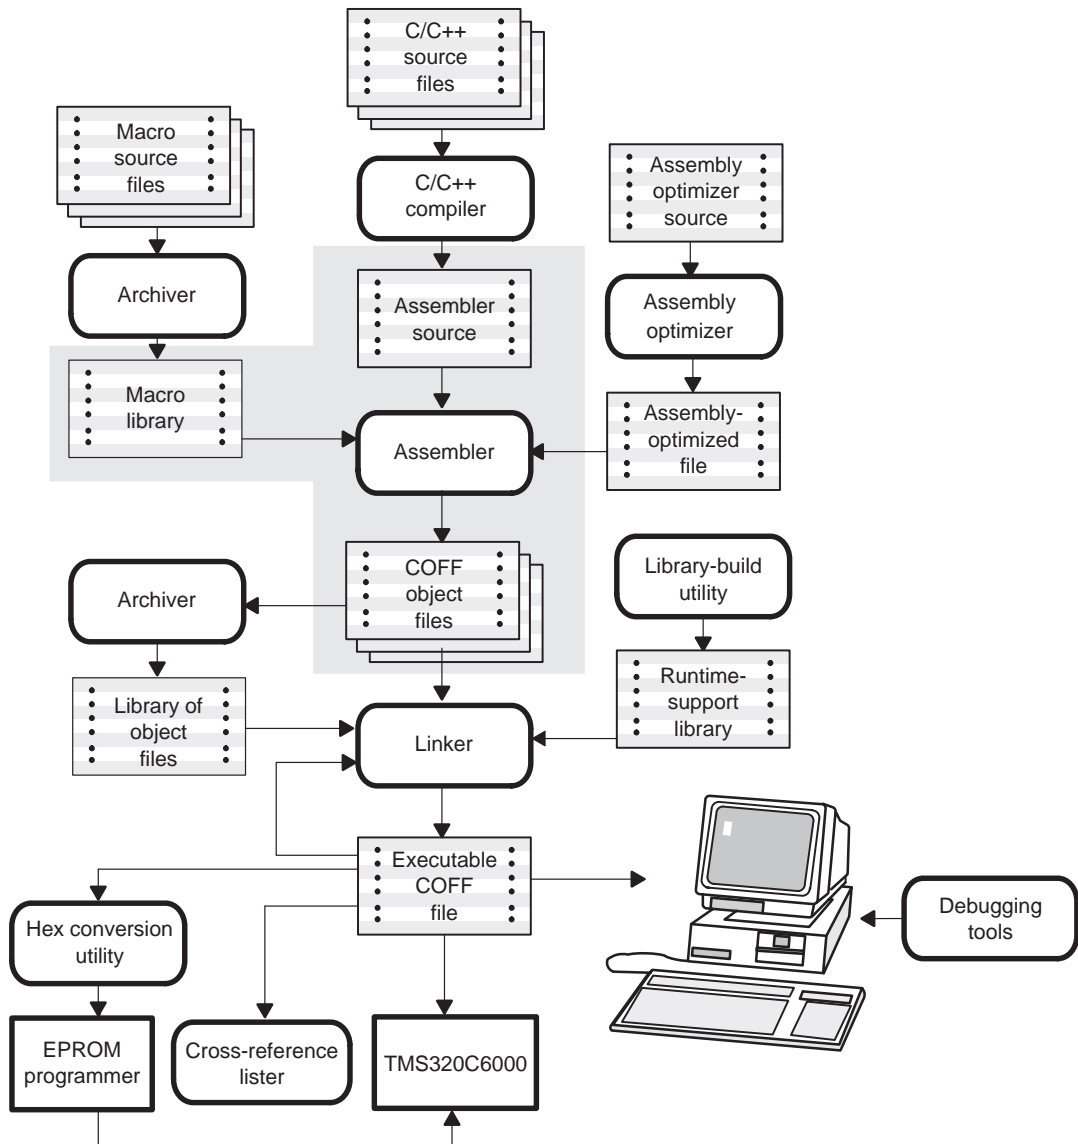 C/C++
source
files
Macro
source
files
C/C++
compiler
Assembly
optimizer
source
Archiver
Assembler
source
Assembly
optimizer
Macro
library
Assembler
Assembly-
optimized
file
Archiver
COFF
object
files
Library-build
utility
Library of
object
files
Linker
Runtime-
support
library
Executable
COFF
file
Debugging
tools
Hex conversion
utility
EPROM
programmer
Cross-reference
lister
TMS320C6000